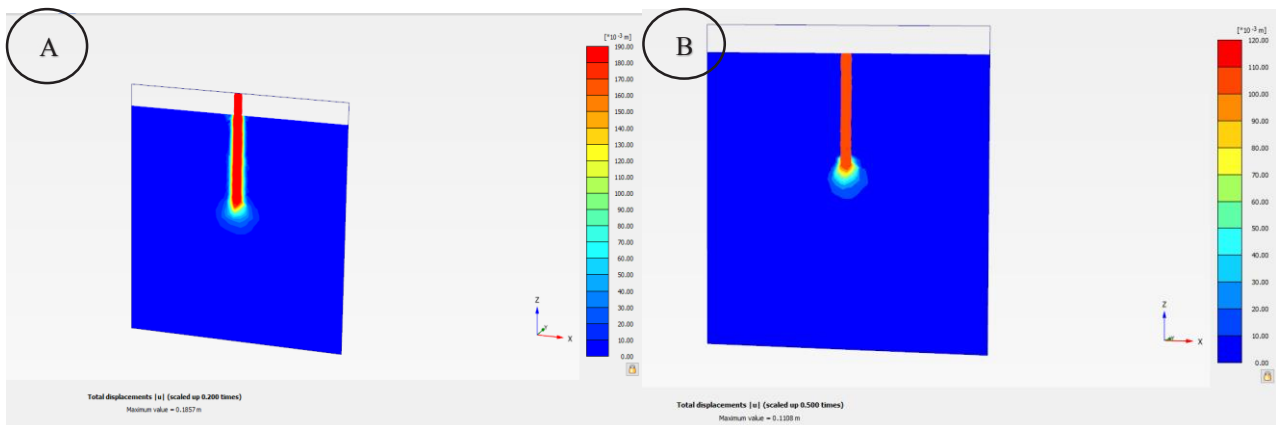 A
[*10⁻³ m]
190.00
180.00
170.00
160.00
150.00
140.00
130.00
120.00
110.00
100.00
90.00
80.00
70.00
60.00
50.00
40.00
30.00
20.00
10.00
0.00
Z
Y
X
Total displacements |u| (scaled up 0.200 times)
Maximum value = 0.1857 m
B
[*10⁻³ m]
120.00
110.00
100.00
90.00
80.00
70.00
60.00
50.00
40.00
30.00
20.00
10.00
0.00
Z
Y
X
Total displacements |u| (scaled up 0.500 times)
Maximum value = 0.1108 m